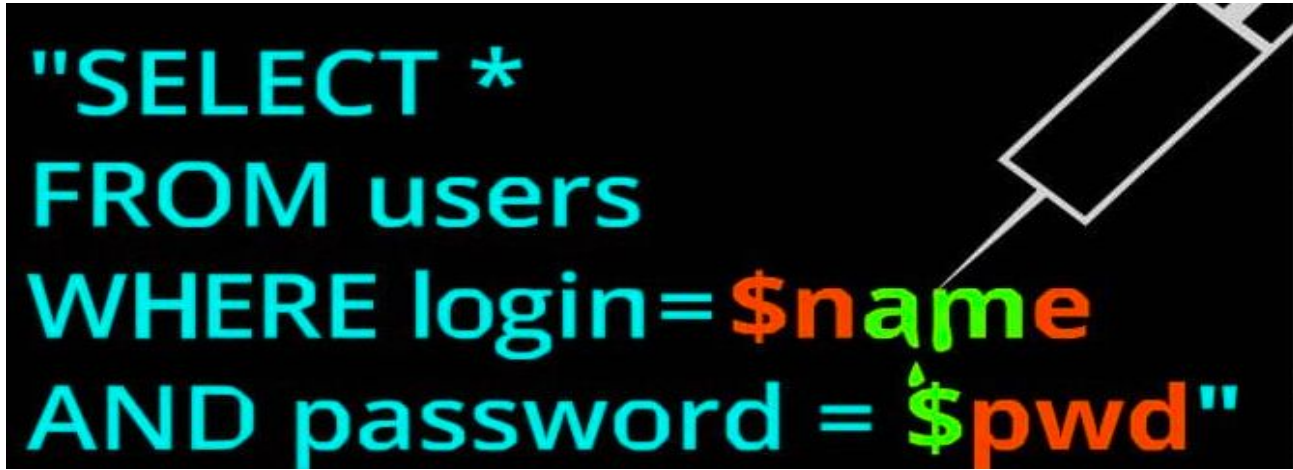 "SELECT *
FROM users
WHERE login=$name
AND password = $pwd"